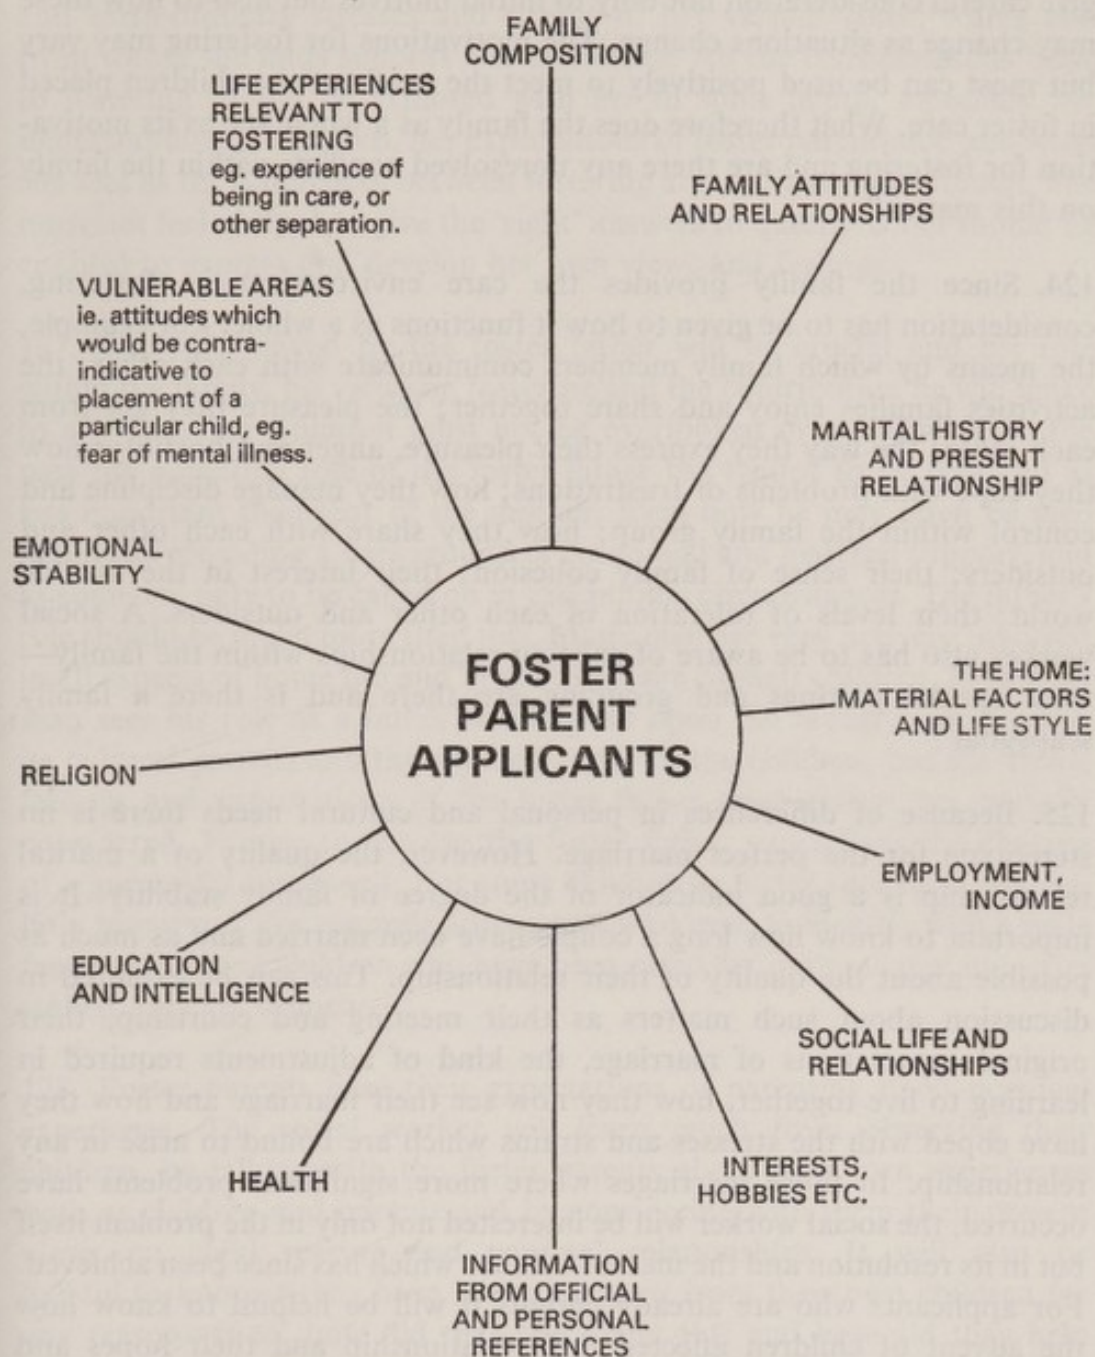 FAMILY
COMPOSITION
LIFE EXPERIENCES
RELEVANT TO
FOSTERING
eg. experience of
being in care, or
other separation.
FAMILY ATTITUDES
AND RELATIONSHIPS
VULNERABLE AREAS
ie. attitudes which
would be contra-
indicative to
placement of a
particular child, eg.
fear of mental illness.
MARITAL HISTORY
AND PRESENT
RELATIONSHIP
EMOTIONAL
STABILITY
FOSTER
PARENT
APPLICANTS
THE HOME:
MATERIAL FACTORS
AND LIFE STYLE
RELIGION
EMPLOYMENT,
INCOME
EDUCATION
AND INTELLIGENCE
SOCIAL LIFE AND
RELATIONSHIPS
HEALTH
INTERESTS,
HOBBIES ETC.
INFORMATION
FROM OFFICIAL
AND PERSONAL
REFERENCES